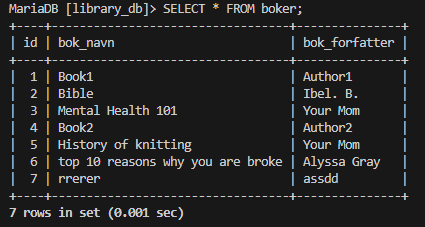 MariaDB [library_db]> SELECT * FROM boker;
+----+-------------------------------+--------------+
| id | bok_navn                      | bok_forfatter |
+----+-------------------------------+--------------+
| 1 | Book1 | Author1 |
| 2 | Bible | Ibel. B. |
| 3 | Mental Health 101 | Your Mom |
| 4 | Book2 | Author2 |
| 5 | History of knitting | Your Mom |
| 6 | top 10 reasons why you are broke | Alyssa Gray |
| 7 | rrerer | assdd |
+----+-------------------------------+--------------+
7 rows in set (0.001 sec)